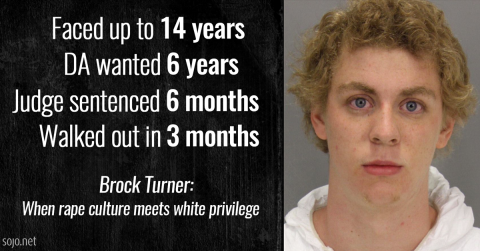 Faced up to 14 years
DA wanted 6 years
Judge sentenced 6 months
Walked out in 3 months
Brock Turner:
When rape culture meets white privilege
sojo.net